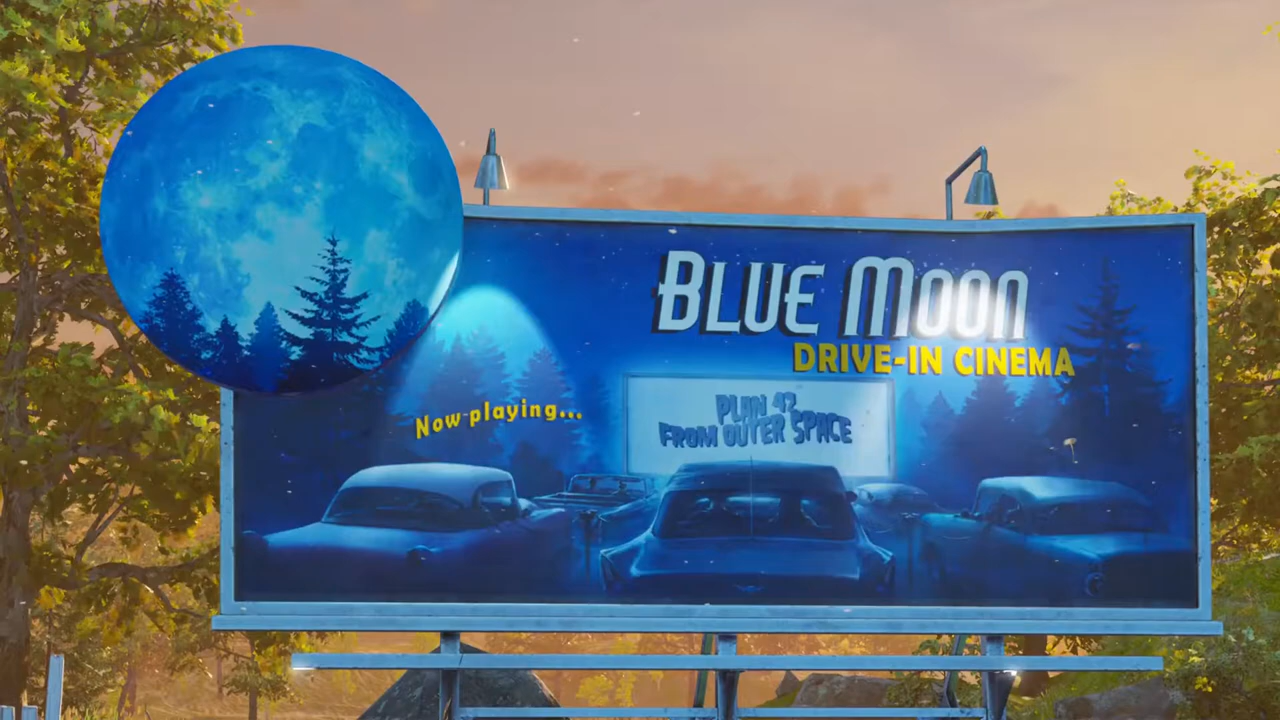 BLUE MOON
DRIVE-IN CINEMA
Now playing...
PLAN 42
FROM OUTER SPACE